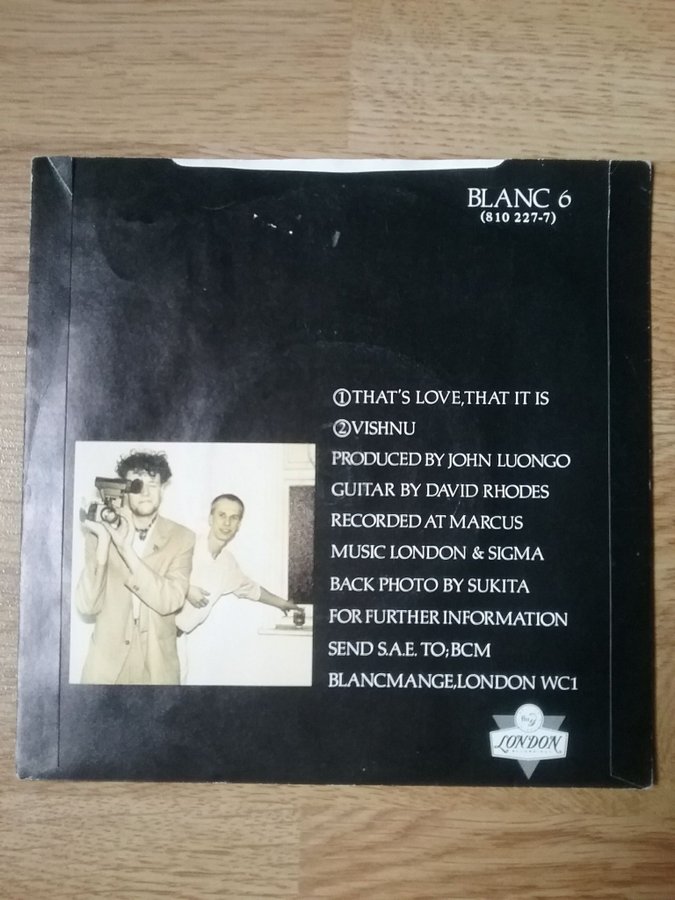 BLANC 6
(810 227-7)
①THAT'S LOVE,THAT IT IS
②VISHNU
PRODUCED BY JOHN LUONGO
GUITAR BY DAVID RHODES
RECORDED AT MARCUS
MUSIC LONDON & SIGMA
BACK PHOTO BY SUKITA
FOR FURTHER INFORMATION
SEND S.A.E. TO;BCM
BLANCMANGE,LONDON WC1
LONDON